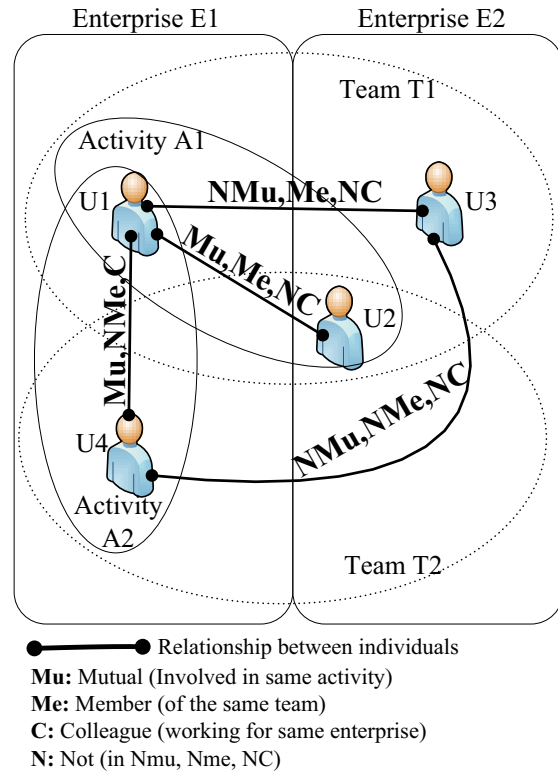 Enterprise E1
Enterprise E2
Team T1
Activity A1
U1
NMu,Me,NC
U3
Mu,Me,NC
Mu,NMe,C
U2
U4
NMu,NMe,NC
Activity
A2
Team T2
Relationship between individuals
Mu: Mutual (Involved in same activity)
Me: Member (of the same team)
C: Colleague (working for same enterprise)
N: Not (in Nmu, Nme, NC)